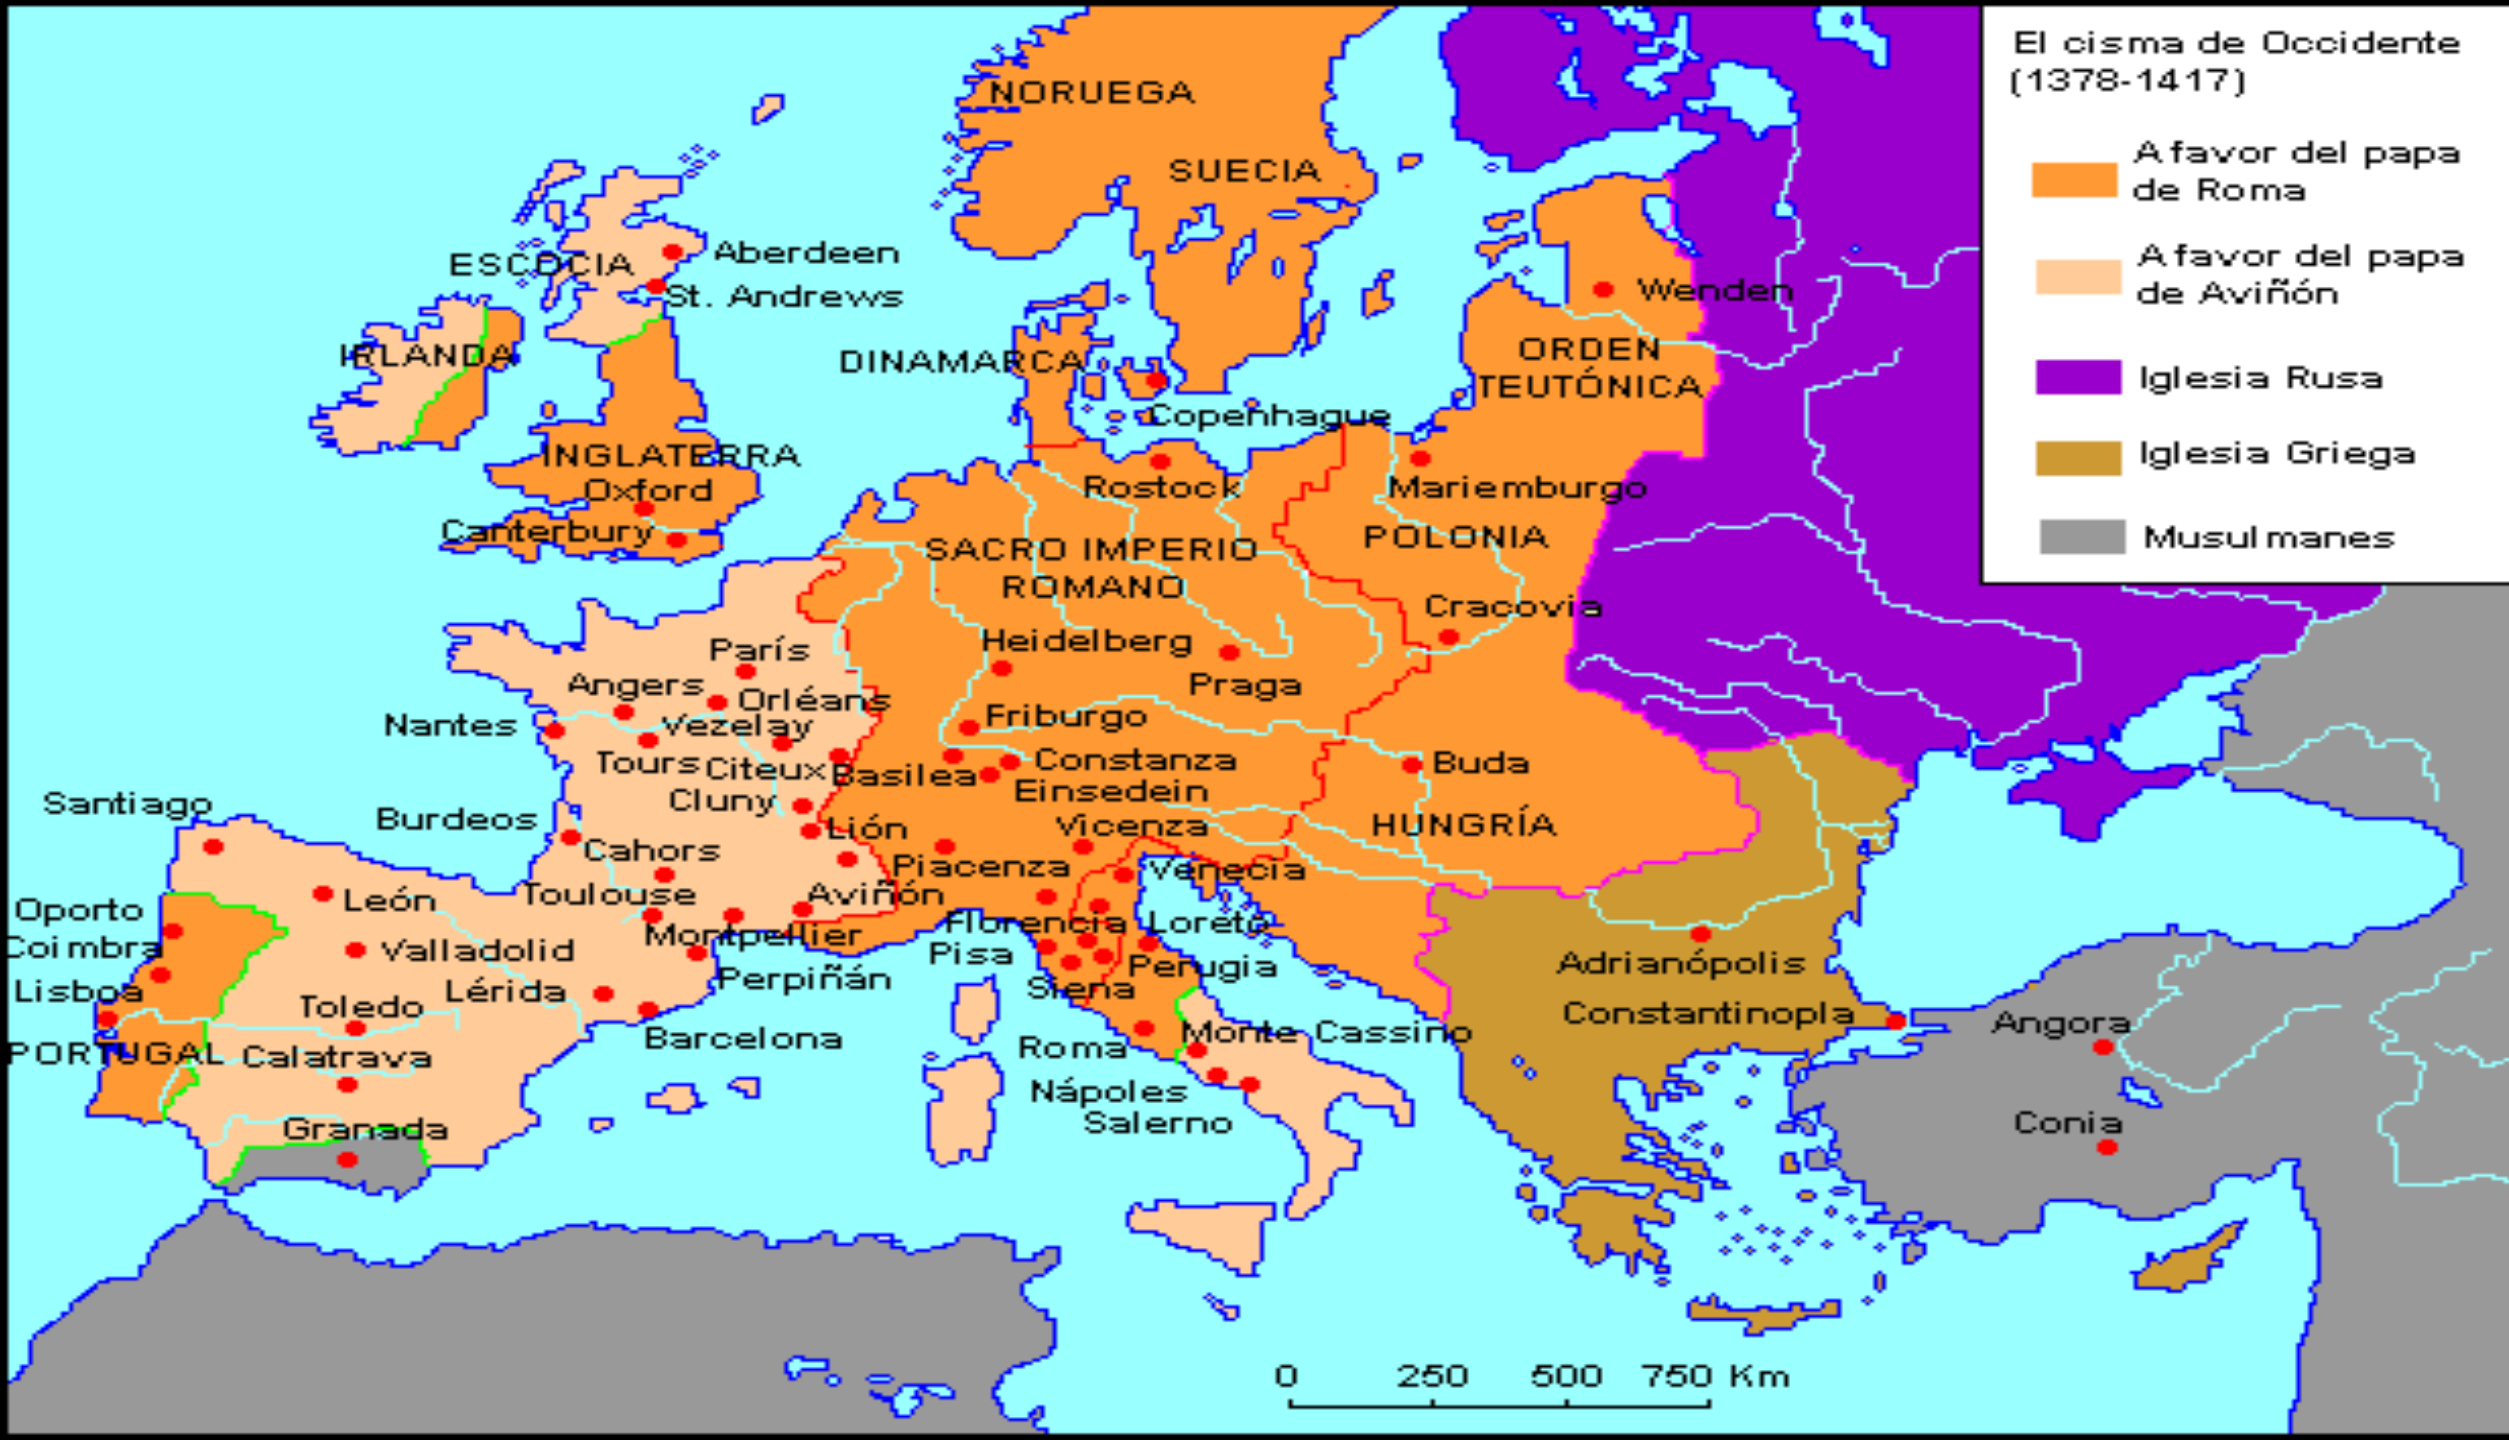 El cisma de Occidente
(1378-1417)
A favor del papa
de Roma
A favor del papa
de Aviñón
Iglesia Rusa
Iglesia Griega
Musulmanes
NORUEGA
SUECIA
ESCOCIA
Aberdeen
St. Andrews
Wenden
IRLANDA
DINAMARCA
ORDEN
TEUTÓNICA
Copenhague
INGLATERRA
Oxford
Rostock
Mariemburgo
Canterbury
SACRO IMPERIO
ROMANO
POLONIA
Cracovia
París
Heidelberg
Praga
Angers
Orléans
Nantes
Vezelay
Friburgo
Tours
Citeux
Basilea
Constanza
Buda
Einsedein
Santiago
Burdeos
Cluny
Lión
Vicenza
HUNGRÍA
Cahors
Piacenza
Venecia
Oporto
León
Toulouse
Aviñón
Coimbra
Valladolid
Montpellier
Florencia
Loreto
Pisa
Perugia
Adrianópolis
Lisboa
Toledo
Lérida
Perpiñán
Siena
Constantinopla
Angora
PORTUGAL
Calatrava
Barcelona
Roma
Monte Cassino
Nápoles
Salerno
Granada
Conia
0 250 500 750 Km